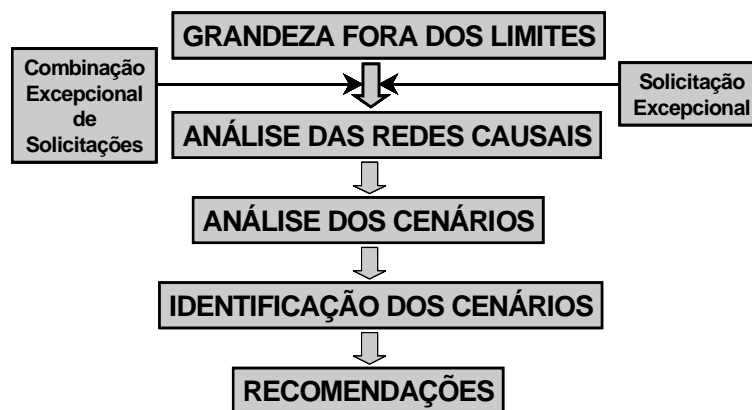 GRANDEZA FORA DOS LIMITES
Combinação
Excepcional
de
Solicitações
Solicitação
Excepcional
ANÁLISE DAS REDES CAUSAIS
ANÁLISE DOS CENÁRIOS
IDENTIFICAÇÃO DOS CENÁRIOS
RECOMENDAÇÕES